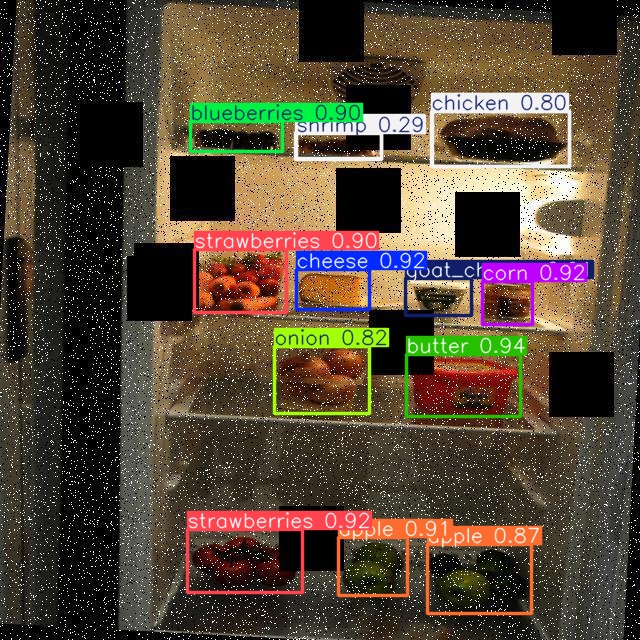 blueberries 0.90
shrimp 0.29
chicken 0.80
strawberries 0.90
cheese 0.92
corn 0.92
onion 0.82
butter 0.94
strawberries 0.92
apple 0.91
apple 0.87